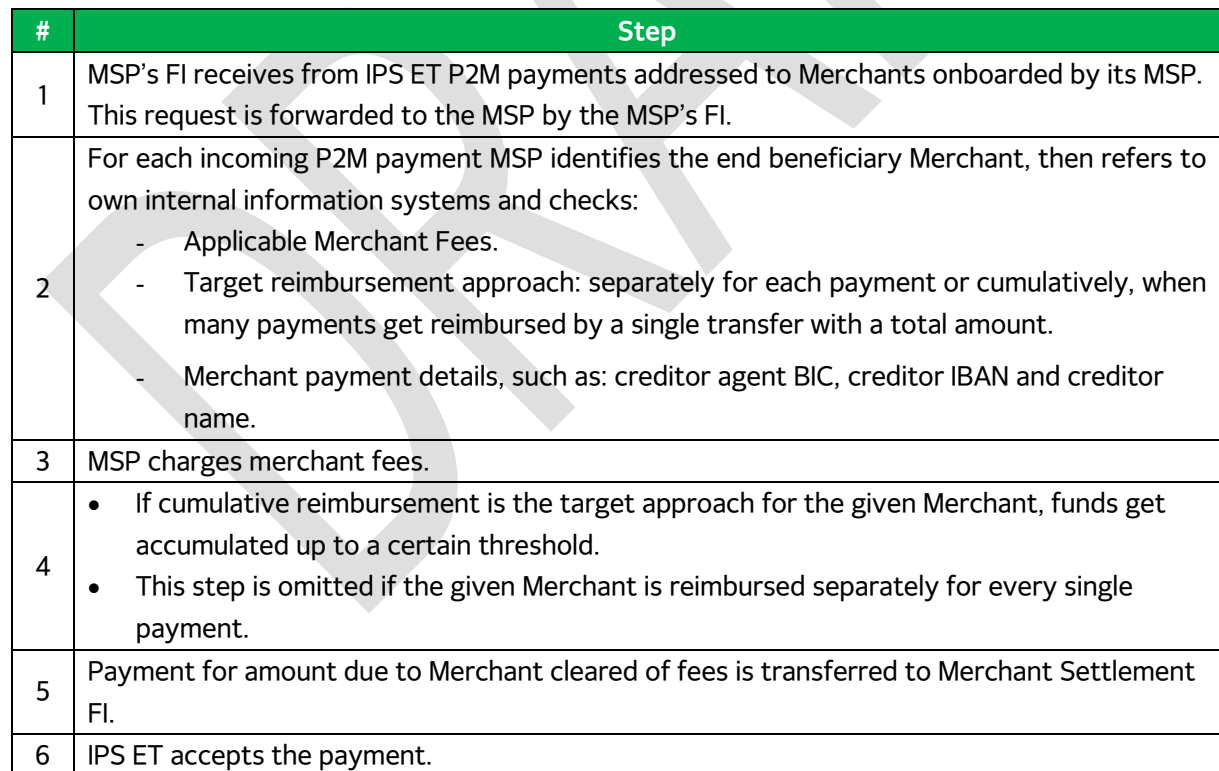 # Step
1 MSP's FI receives from IPS ET P2M payments addressed to Merchants onboarded by its MSP.
This request is forwarded to the MSP by the MSP's FI.
2 For each incoming P2M payment MSP identifies the end beneficiary Merchant, then refers to
own internal information systems and checks:
- Applicable Merchant Fees.
- Target reimbursement approach: separately for each payment or cumulatively, when
many payments get reimbursed by a single transfer with a total amount.
- Merchant payment details, such as: creditor agent BIC, creditor IBAN and creditor
name.
3 MSP charges merchant fees.
4 • If cumulative reimbursement is the target approach for the given Merchant, funds get
accumulated up to a certain threshold.
• This step is omitted if the given Merchant is reimbursed separately for every single
payment.
5 Payment for amount due to Merchant cleared of fees is transferred to Merchant Settlement
FI.
6 IPS ET accepts the payment.